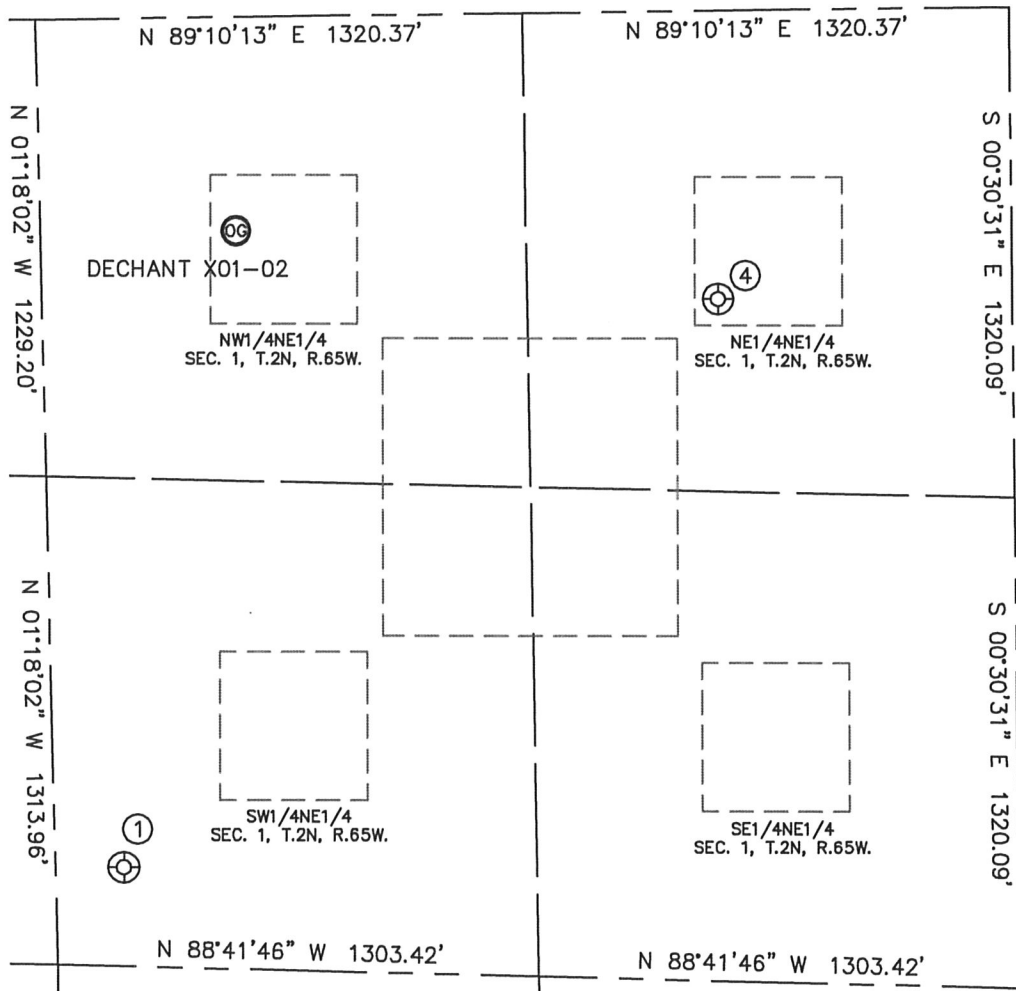 N 89°10'13" E 1320.37'
N 89°10'13" E 1320.37'
N 01°18'02" W 1229.20'
S 00°30'31" E 1320.09'
OG
DECHANT X01-02
4
NW1/4NE1/4
SEC. 1, T.2N, R.65W.
NE1/4NE1/4
SEC. 1, T.2N, R.65W.
N 01°18'02" W 1313.96'
S 00°30'31" E 1320.09'
SW1/4NE1/4
SEC. 1, T.2N, R.65W.
SE1/4NE1/4
SEC. 1, T.2N, R.65W.
1
N 88°41'46" W 1303.42'
N 88°41'46" W 1303.42'